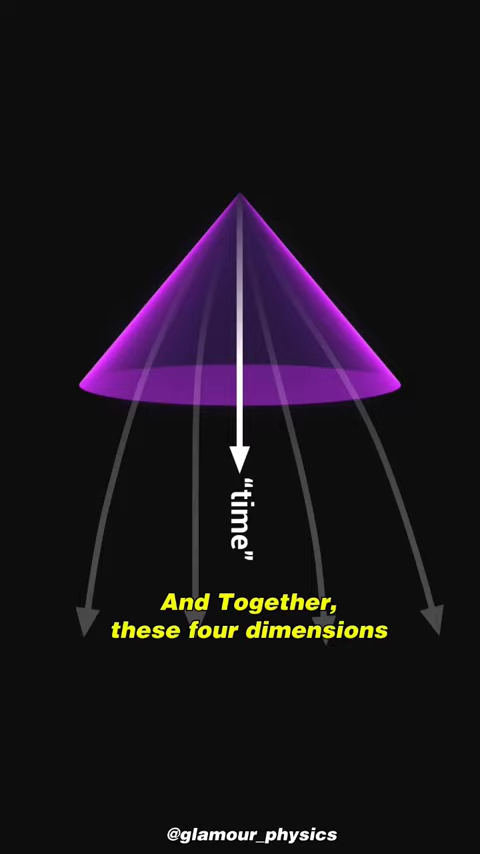 “time”
And Together,
these four dimensions
@glamour_physics